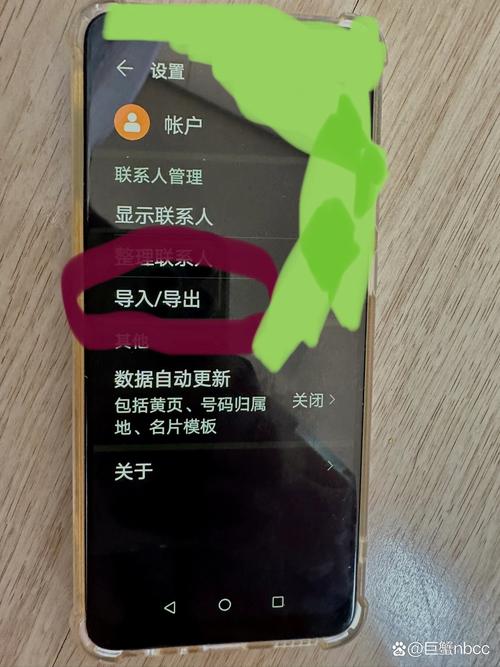 设置
帐户
联系人管理
显示联系人
整理联系人
导入/导出
其他
数据自动更新
包括黄页、号码归属
地、名片模板
关闭
关于
@巨蟹nbcc